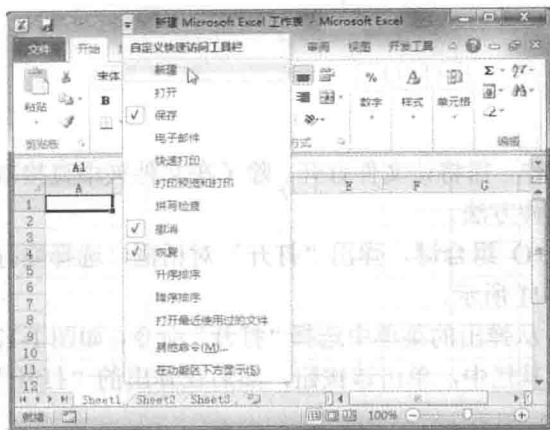 新建 Microsoft Excel 工作表 - Microsoft Excel
文件 开始 审阅 视图 开发工具
自定义快速访问工具栏
新建
打开
保存
电子邮件
快速打印
打印预览和打印
拼写检查
撤消
恢复
升序排序
降序排序
打开最近使用过的文件
其他命令(M)...
在功能区下方显示(S)
粘贴
宋体
B
剪贴板
%
数字
样式
单元格
编辑
方式
A1
A
E F G
1
2
3
4
5
6
7
8
9
10
11
12
Sheet1 Sheet2 Sheet3
就绪
100%